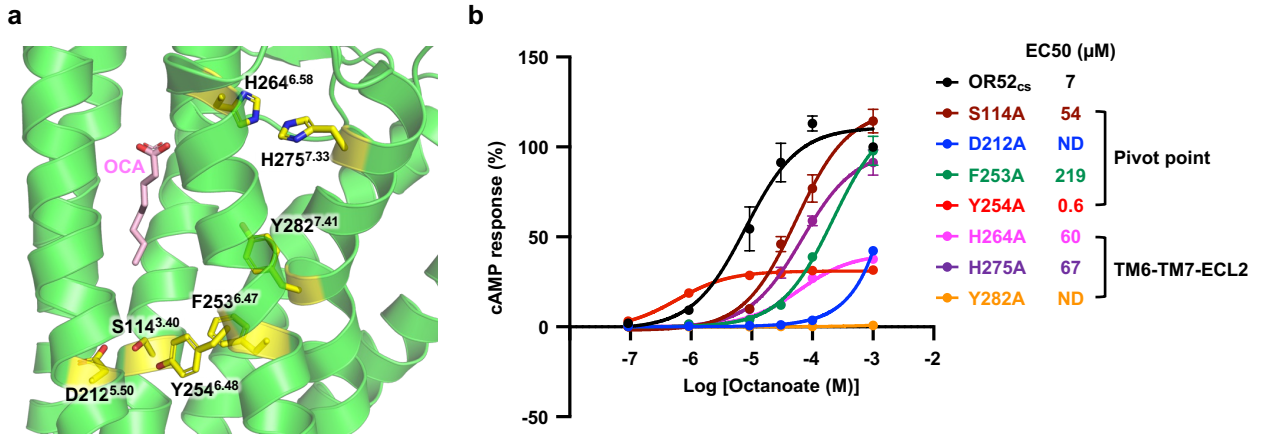 a
H264^6.58
OCA
H275^7.33
Y282^7.41
F253^6.47
S114^3.40
D212^5.50
Y254^6.48
b
cAMP response (%)
150
100
50
0
-50
-7 -6 -5 -4 -3 -2
Log [Octanoate (M)]
EC50 (µM)
OR52cs 7
S114A 54
D212A ND
F253A 219
Y254A 0.6
H264A 60
H275A 67
Y282A ND
Pivot point
TM6-TM7-ECL2